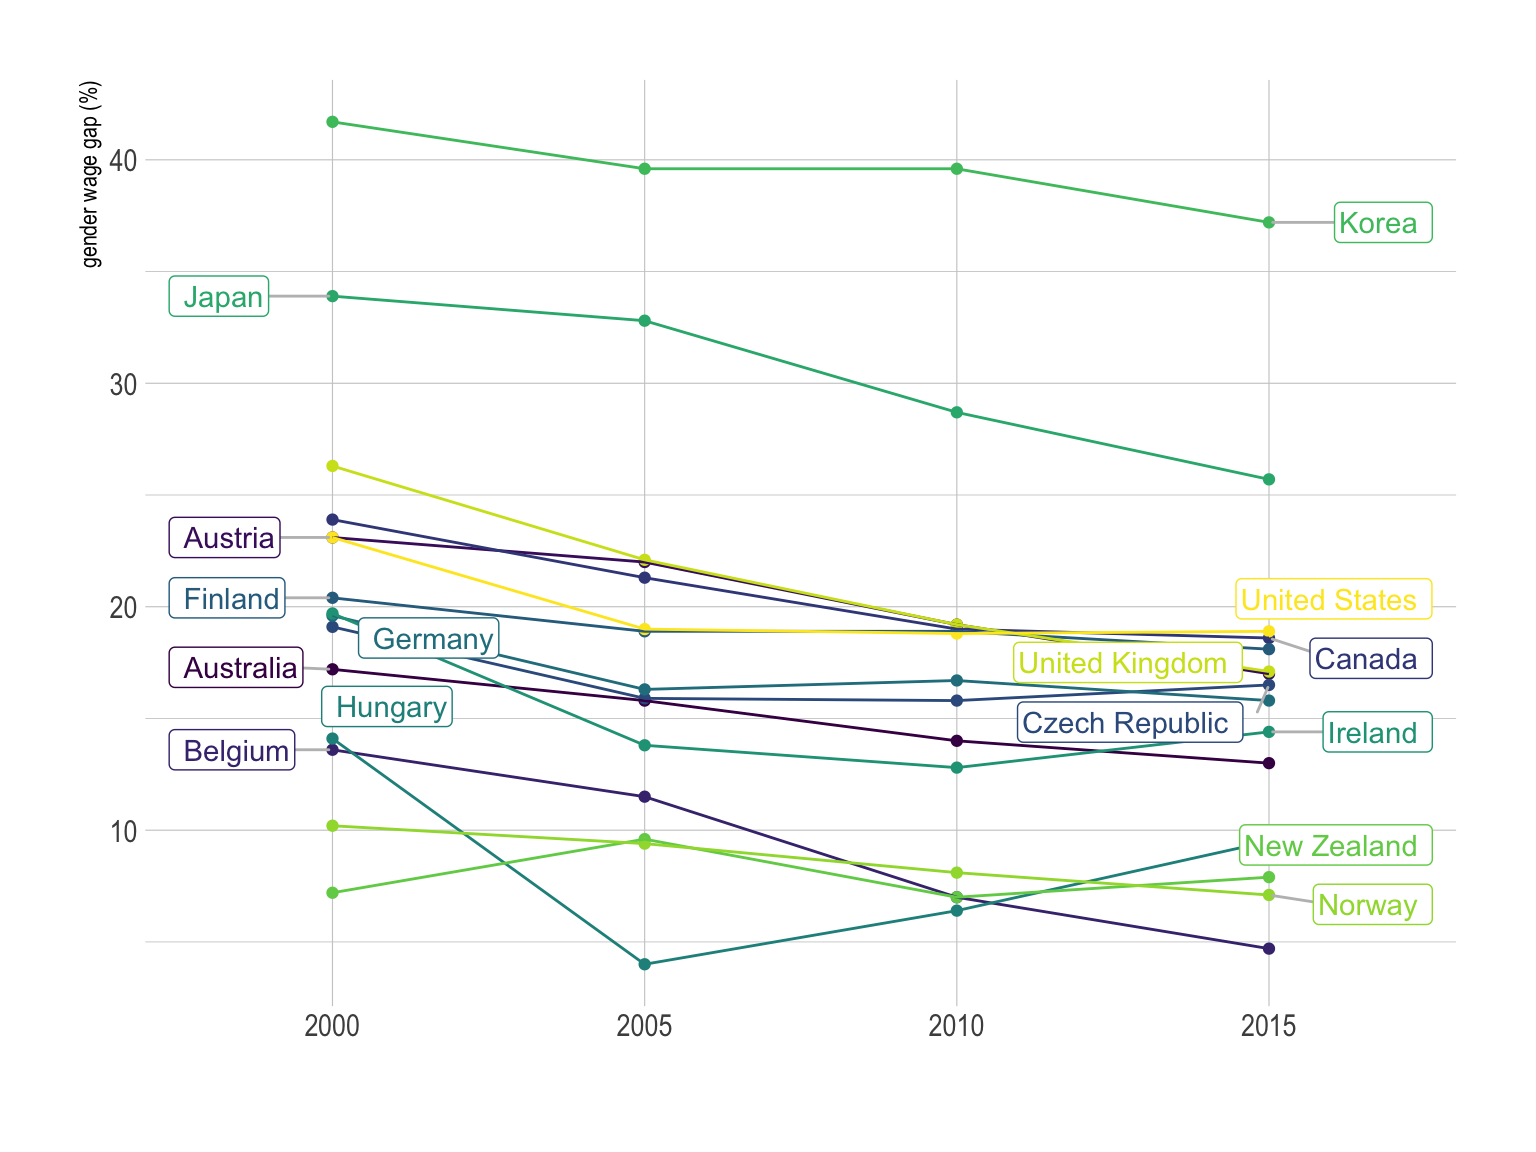 gender wage gap (%)
40
30
20
10
Korea
Japan
Austria
Finland
United States
Germany
United Kingdom
Canada
Australia
Hungary
Czech Republic
Ireland
Belgium
New Zealand
Norway
2000
2005
2010
2015